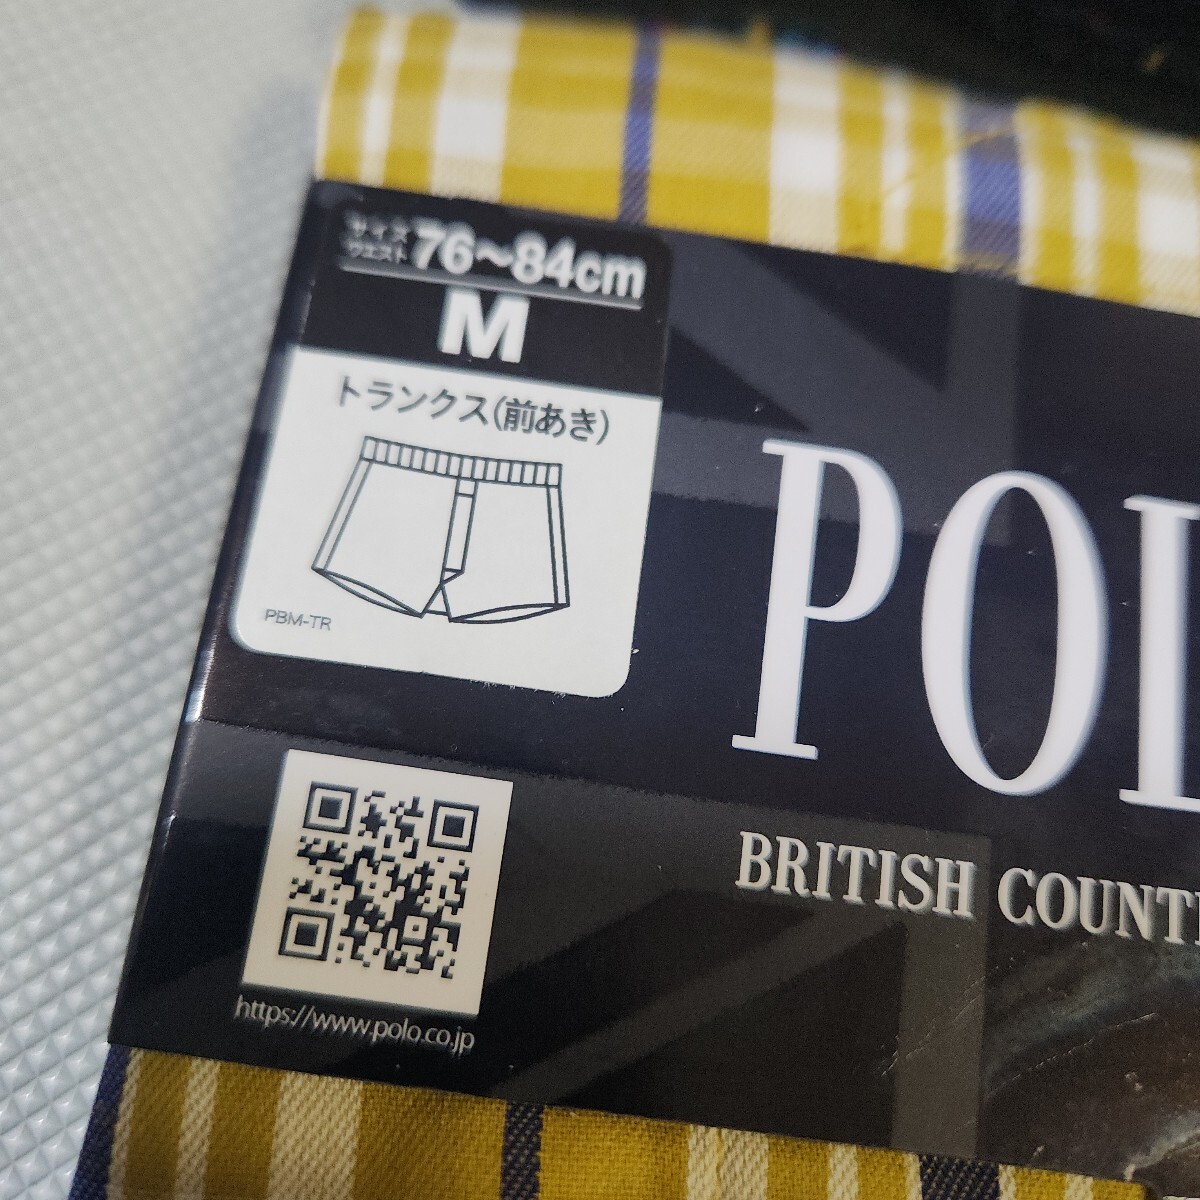 サイズ
ウエスト 76～84cm
M
トランクス(前あき)
PBM-TR
https://www.polo.co.jp
BRITISH